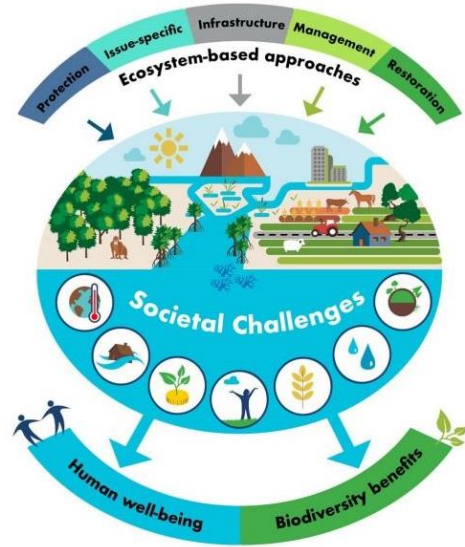 Protection
Issue-specific
Infrastructure
Management
Restoration
Ecosystem-based approaches
Societal Challenges
Human well-being
Biodiversity benefits